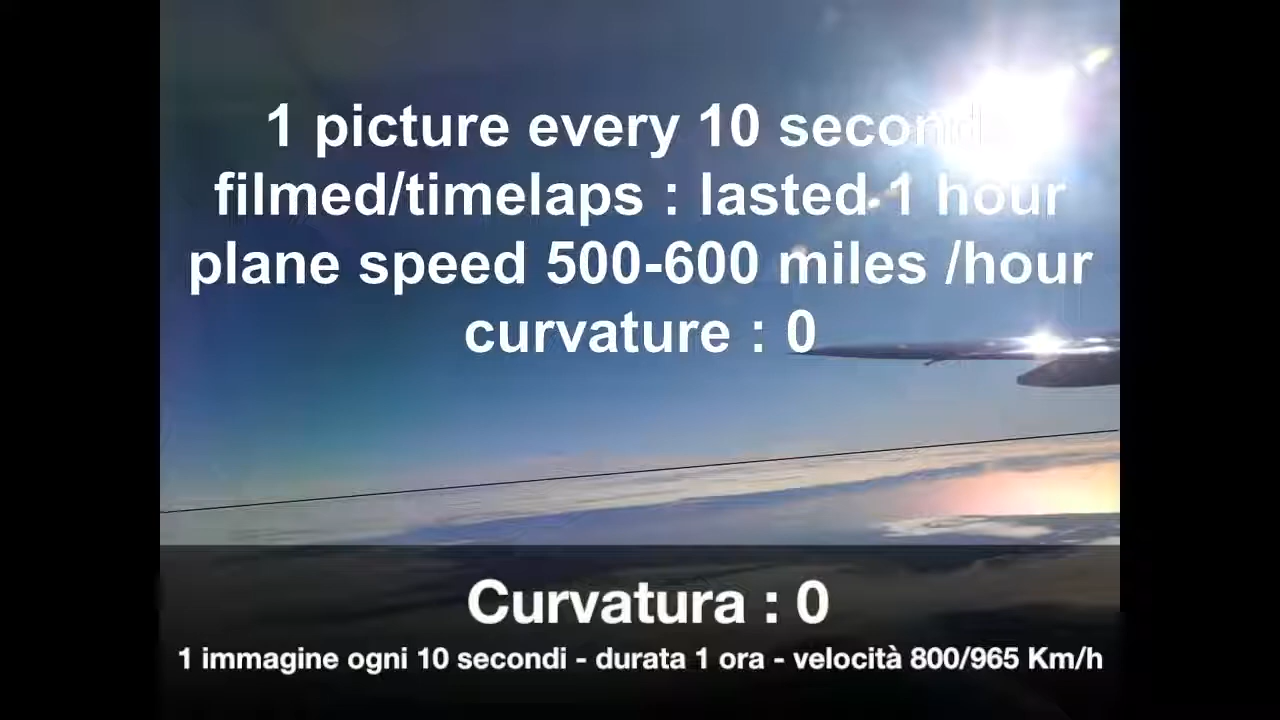 1 picture every 10 seconds
filmed/timelaps : lasted 1 hour
plane speed 500-600 miles /hour
curvature : 0
Curvatura : 0
1 immagine ogni 10 secondi - durata 1 ora - velocità 800/965 Km/h